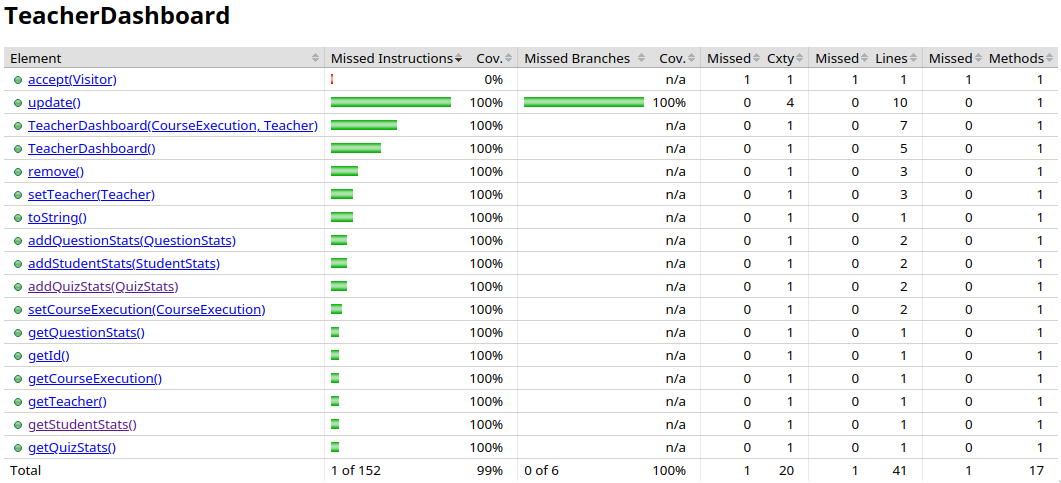 TeacherDashboard
Element Missed Instructions Cov. Missed Branches Cov. Missed Cxty Missed Lines Missed Methods
accept(Visitor) 0% n/a 1 1 1 1 1 1
update() 100% 100% 0 4 0 10 0 1
TeacherDashboard(CourseExecution, Teacher) 100% n/a 0 1 0 7 0 1
TeacherDashboard() 100% n/a 0 1 0 5 0 1
remove() 100% n/a 0 1 0 3 0 1
setTeacher(Teacher) 100% n/a 0 1 0 3 0 1
toString() 100% n/a 0 1 0 1 0 1
addQuestionStats(QuestionStats) 100% n/a 0 1 0 2 0 1
addStudentStats(StudentStats) 100% n/a 0 1 0 2 0 1
addQuizStats(QuizStats) 100% n/a 0 1 0 2 0 1
setCourseExecution(CourseExecution) 100% n/a 0 1 0 2 0 1
getQuestionStats() 100% n/a 0 1 0 1 0 1
getId() 100% n/a 0 1 0 1 0 1
getCourseExecution() 100% n/a 0 1 0 1 0 1
getTeacher() 100% n/a 0 1 0 1 0 1
getStudentStats() 100% n/a 0 1 0 1 0 1
getQuizStats() 100% n/a 0 1 0 1 0 1
Total 1 of 152 99% 0 of 6 100% 1 20 1 41 1 17